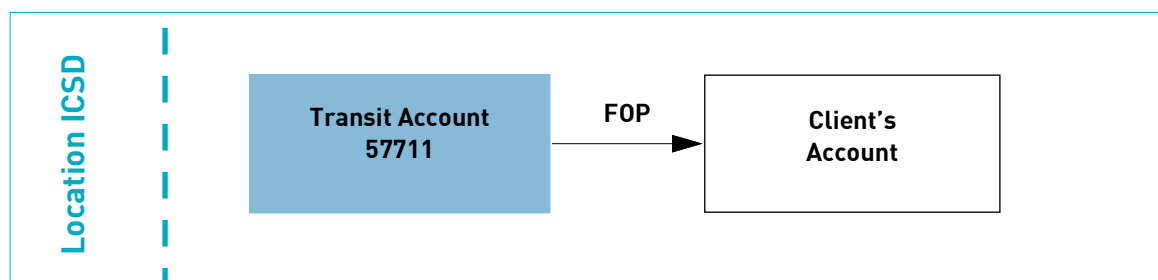 Location ICSD
Transit Account
57711
FOP
Client's
Account